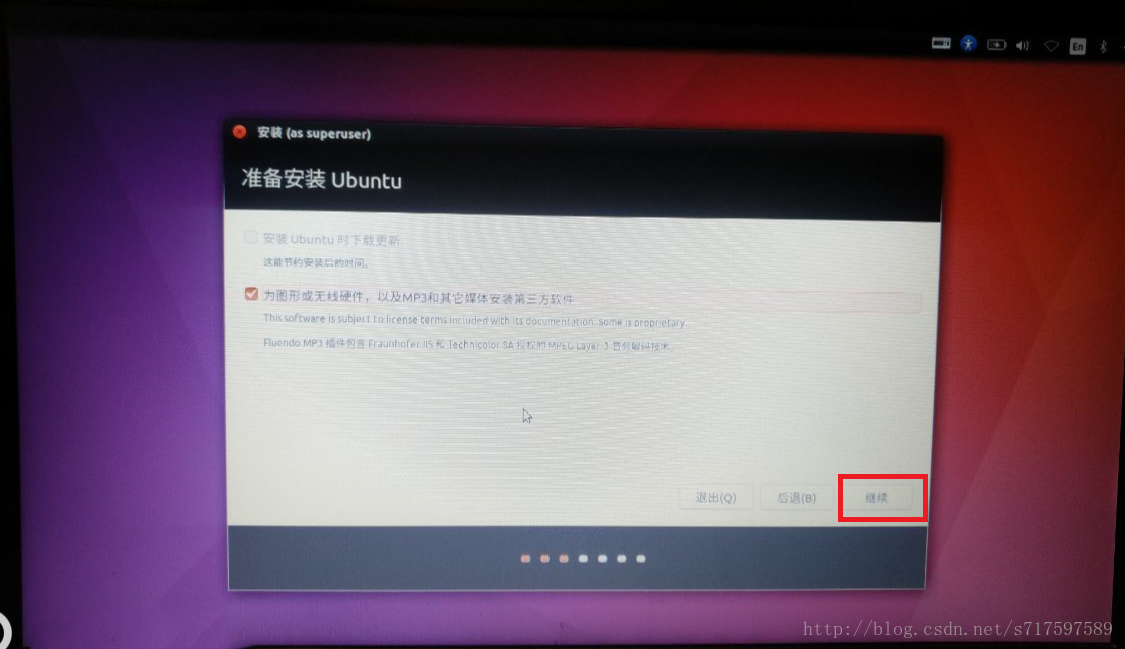 En
安装 (as superuser)
准备安装 Ubuntu
安装 Ubuntu 时下载更新
这能节约安装后的时间。
为图形或无线硬件，以及MP3和其它媒体安装第三方软件
This software is subject to license terms included with its documentation. Some is proprietary.
Fluendo MP3 插件包含 Fraunhofer IIS 和 Technicolor SA 授权的 MPEG Layer-3 音频解码技术。
退出(Q) 后退(B) 继续
http://blog.csdn.net/s717597589